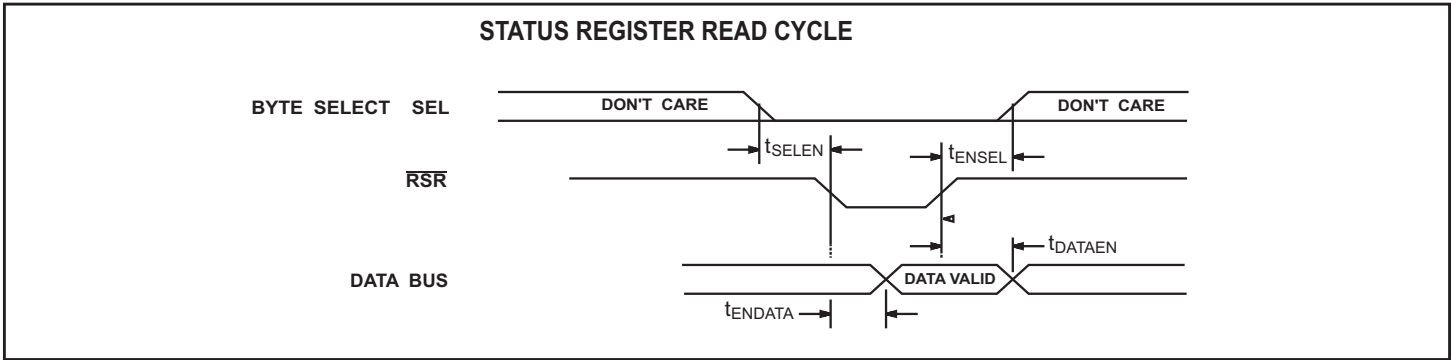 STATUS REGISTER READ CYCLE
BYTE SELECT SEL
DON'T CARE
DON'T CARE
tSELEN
tENSEL
RSR
tDATAEN
DATA BUS
DATA VALID
tENDATA